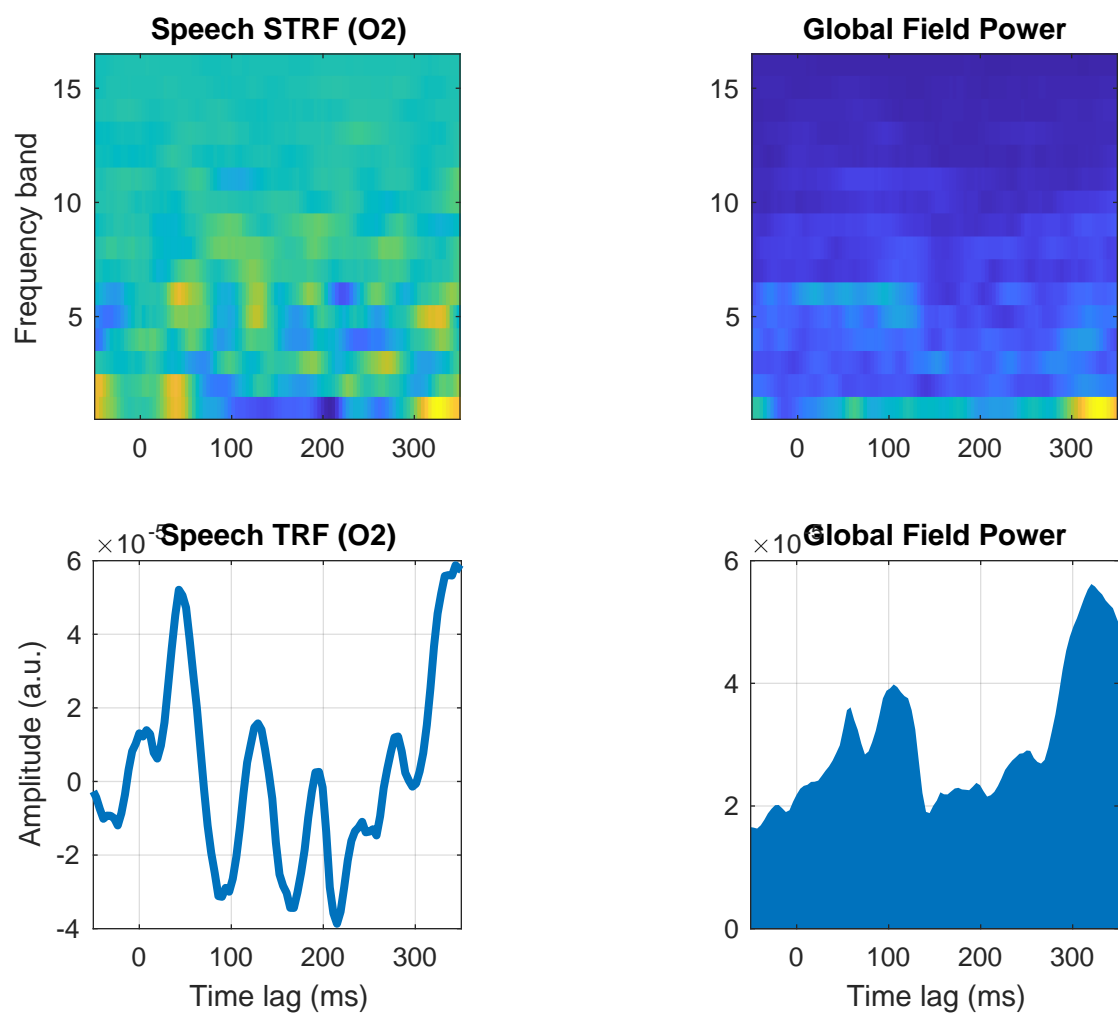 Speech STRF (O2)
Frequency band
15
10
5
0 100 200 300
Global Field Power
15
10
5
0 100 200 300
×10^-5
Speech TRF (O2)
Amplitude (a.u.)
6
4
2
0
-2
-4
0 100 200 300
Time lag (ms)
×10^-5
Global Field Power
6
4
2
0
0 100 200 300
Time lag (ms)